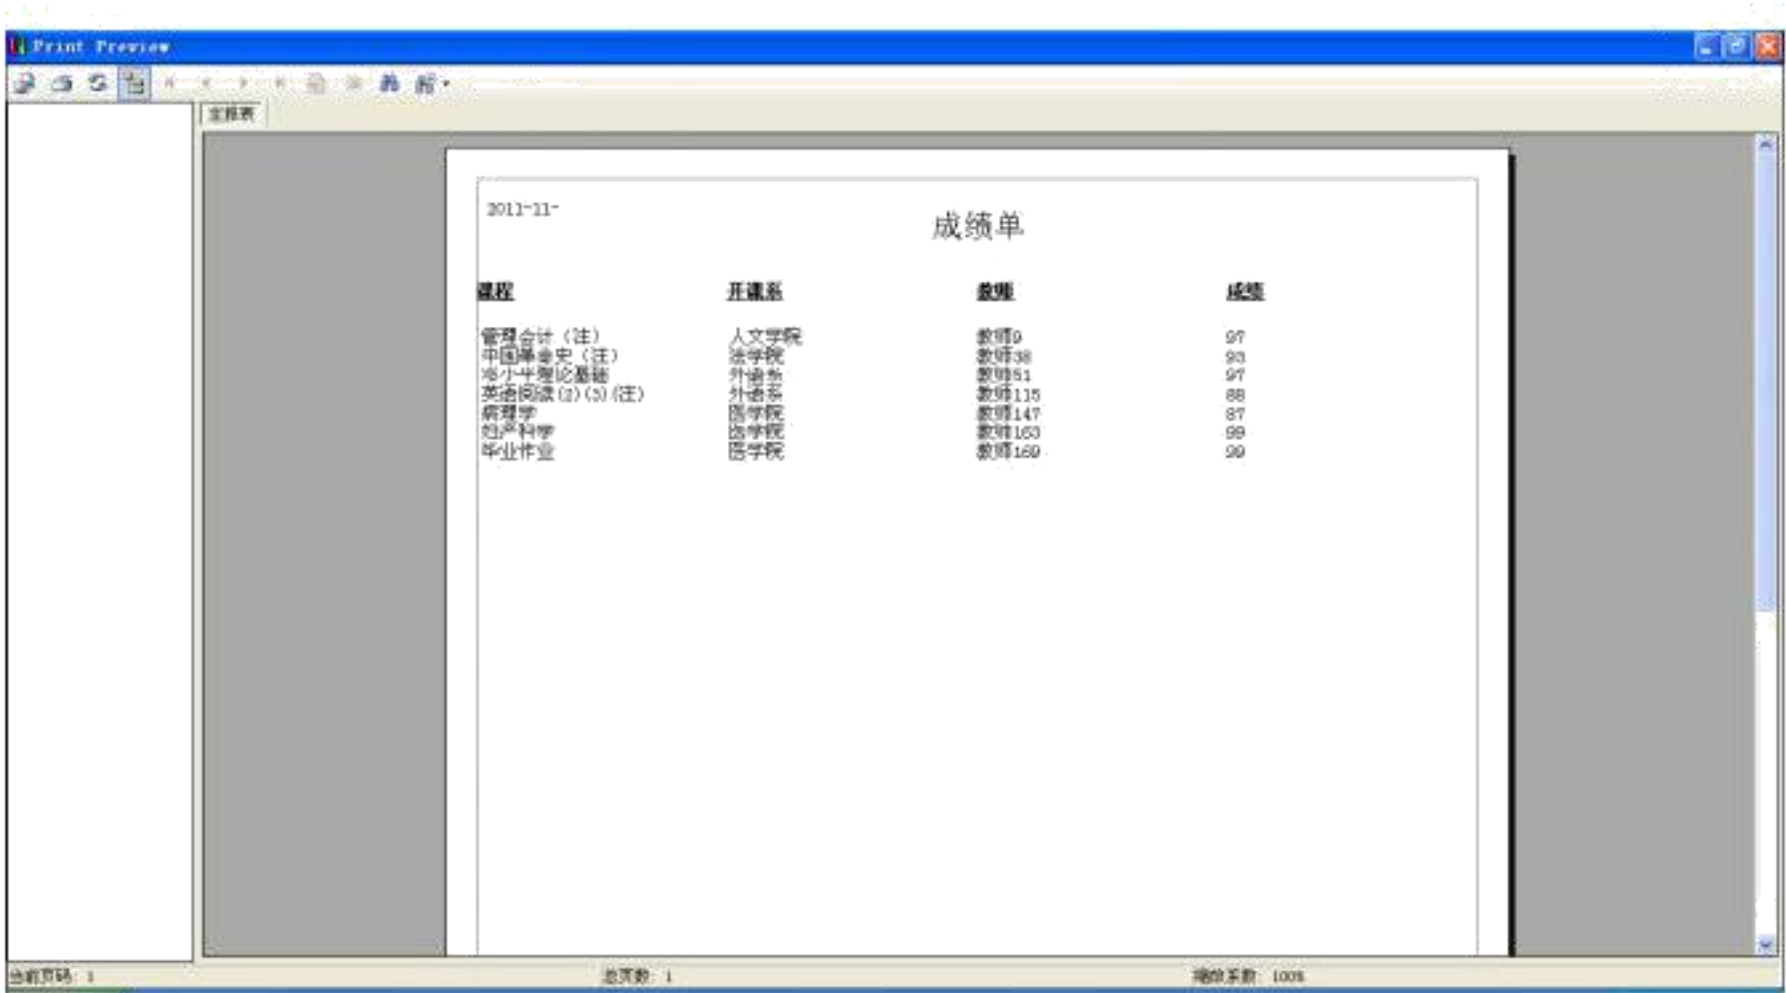 Print Preview
主报表
2011-11-
成绩单
课程 开课系 教师 成绩
管理会计（注） 人文学院 教师9 97
中国革命史（注） 法学院 教师38 93
邓小平理论基础 外语系 教师51 97
英语阅读(2)(3)(注) 外语系 教师115 88
病理学 医学院 教师147 87
妇产科学 医学院 教师163 99
毕业作业 医学院 教师169 99
当前页码: 1 总页数: 1 缩放系数: 100%